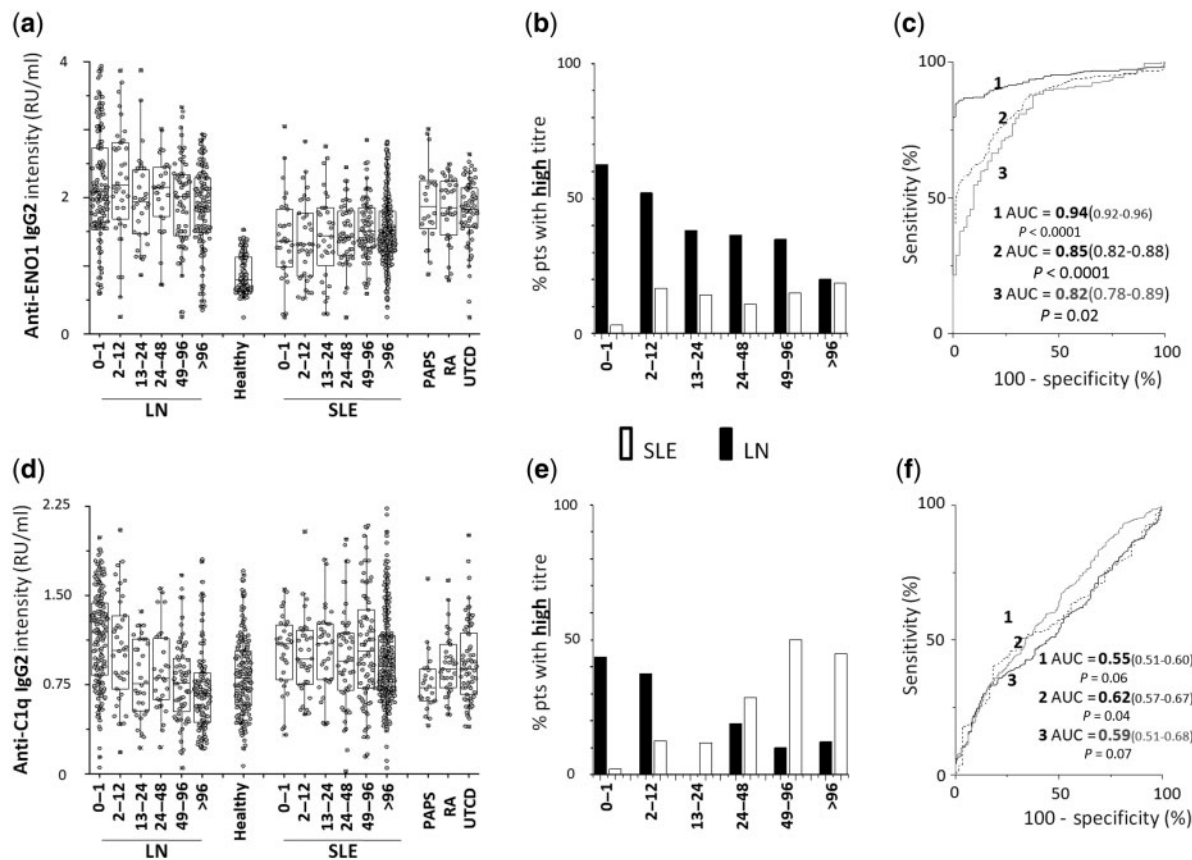 (a)
Anti-ENO1 IgG2 intensity (RU/ml)
4
2
0
0–1
2–12
13–24
24–48
49–96
>96
LN
Healthy
0–1
2–12
13–24
24–48
49–96
>96
SLE
PAPS
RA
UTCD
(b)
% pts with high titre
100
50
0
0–1
2–12
13–24
24–48
49–96
>96
(c)
Sensitivity (%)
100
50
0
1
2
3
1 AUC = 0.94(0.92-0.96)
P < 0.0001
2 AUC = 0.85(0.82-0.88)
P < 0.0001
3 AUC = 0.82(0.78-0.89)
P = 0.02
0
100
100 - specificity (%)
SLE
LN
(d)
Anti-C1q IgG2 intensity (RU/ml)
2.25
1.50
0.75
0
0–1
2–12
13–24
24–48
49–96
>96
LN
Healthy
0–1
2–12
13–24
24–48
49–96
>96
SLE
PAPS
RA
UTCD
(e)
% pts with high titre
100
50
0
0–1
2–12
13–24
24–48
49–96
>96
(f)
Sensitivity (%)
100
50
0
1
2
3
1 AUC = 0.55(0.51-0.60)
P = 0.06
2 AUC = 0.62(0.57-0.67)
P = 0.04
3 AUC = 0.59(0.51-0.68)
P = 0.07
0
100
100 - specificity (%)